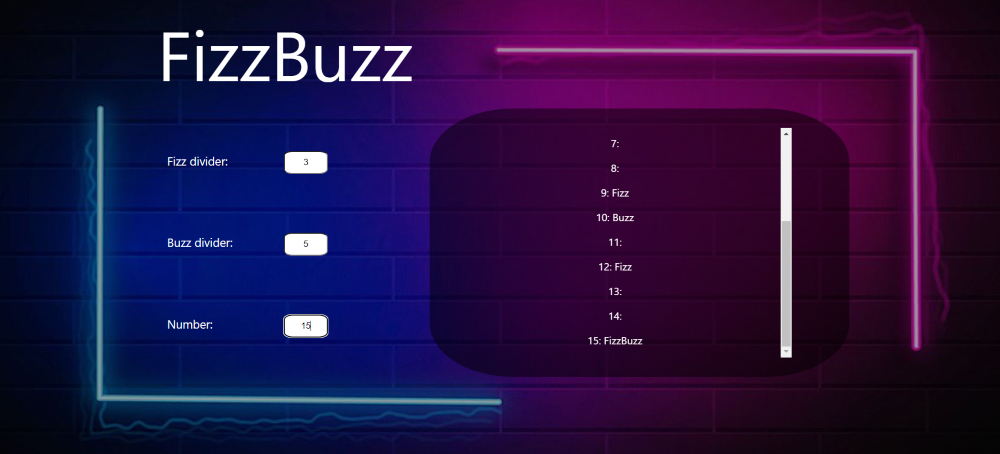 FizzBuzz
Fizz divider: 3
Buzz divider: 5
Number: 15
7:
8:
9: Fizz
10: Buzz
11:
12: Fizz
13:
14:
15: FizzBuzz